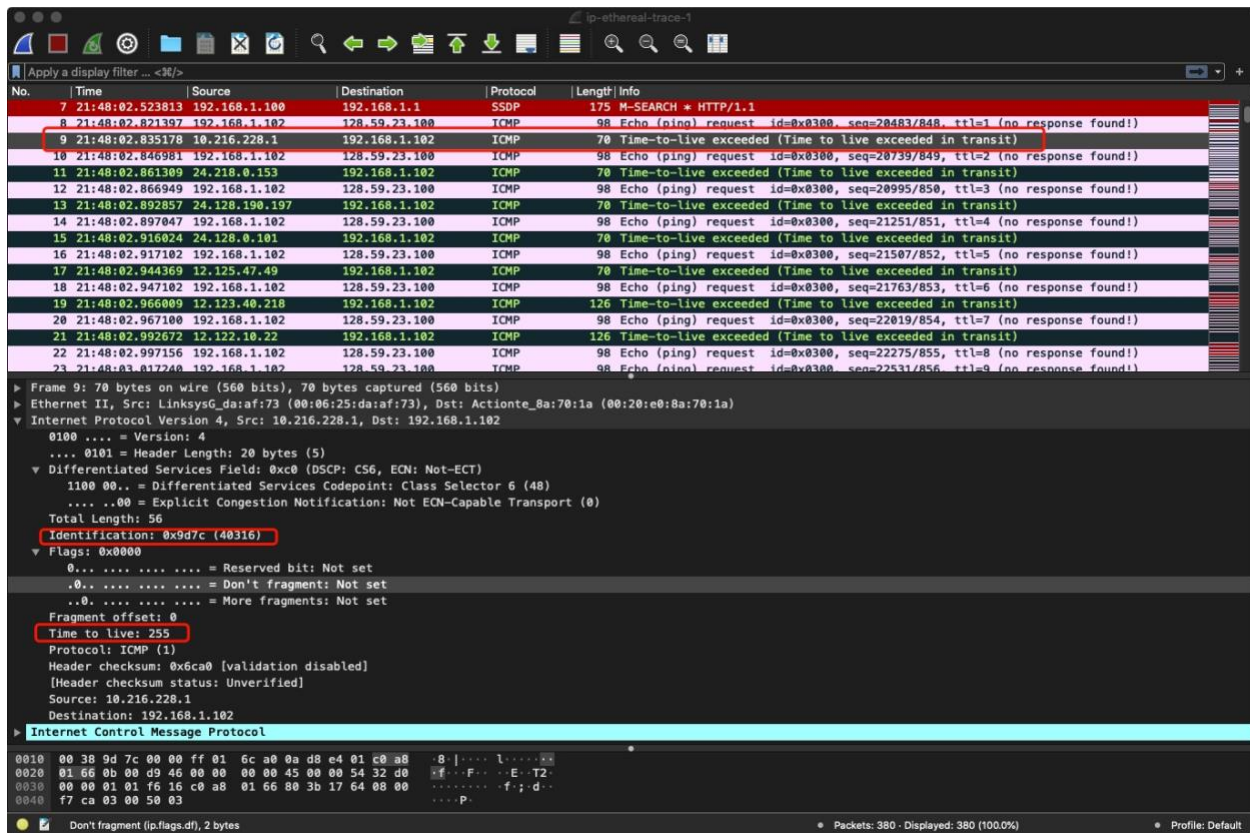 ip-ethereal-trace-1
Apply a display filter ... <⌘/>
+
No. Time Source Destination Protocol Length Info
7 21:48:02.523813 192.168.1.100 192.168.1.1 SSDP 175 M-SEARCH * HTTP/1.1
8 21:48:02.821397 192.168.1.102 128.59.23.100 ICMP 98 Echo (ping) request id=0x0300, seq=20483/848, ttl=1 (no response found!)
9 21:48:02.835178 10.216.228.1 192.168.1.102 ICMP 70 Time-to-live exceeded (Time to live exceeded in transit)
10 21:48:02.846981 192.168.1.102 128.59.23.100 ICMP 98 Echo (ping) request id=0x0300, seq=20739/849, ttl=2 (no response found!)
11 21:48:02.861309 24.218.0.153 192.168.1.102 ICMP 70 Time-to-live exceeded (Time to live exceeded in transit)
12 21:48:02.866949 192.168.1.102 128.59.23.100 ICMP 98 Echo (ping) request id=0x0300, seq=20995/850, ttl=3 (no response found!)
13 21:48:02.892857 24.128.190.197 192.168.1.102 ICMP 70 Time-to-live exceeded (Time to live exceeded in transit)
14 21:48:02.897047 192.168.1.102 128.59.23.100 ICMP 98 Echo (ping) request id=0x0300, seq=21251/851, ttl=4 (no response found!)
15 21:48:02.916024 24.128.0.101 192.168.1.102 ICMP 70 Time-to-live exceeded (Time to live exceeded in transit)
16 21:48:02.917102 192.168.1.102 128.59.23.100 ICMP 98 Echo (ping) request id=0x0300, seq=21507/852, ttl=5 (no response found!)
17 21:48:02.944369 12.125.47.49 192.168.1.102 ICMP 70 Time-to-live exceeded (Time to live exceeded in transit)
18 21:48:02.947102 192.168.1.102 128.59.23.100 ICMP 98 Echo (ping) request id=0x0300, seq=21763/853, ttl=6 (no response found!)
19 21:48:02.966009 12.123.40.218 192.168.1.102 ICMP 126 Time-to-live exceeded (Time to live exceeded in transit)
20 21:48:02.967100 192.168.1.102 128.59.23.100 ICMP 98 Echo (ping) request id=0x0300, seq=22019/854, ttl=7 (no response found!)
21 21:48:02.992672 12.122.10.22 192.168.1.102 ICMP 126 Time-to-live exceeded (Time to live exceeded in transit)
22 21:48:02.997156 192.168.1.102 128.59.23.100 ICMP 98 Echo (ping) request id=0x0300, seq=22275/855, ttl=8 (no response found!)
23 21:48:03.017240 192.168.1.102 128.59.23.100 ICMP 98 Echo (ping) request id=0x0300, seq=22531/856, ttl=9 (no response found!)
Frame 9: 70 bytes on wire (560 bits), 70 bytes captured (560 bits)
Ethernet II, Src: LinksysG_da:af:73 (00:06:25:da:af:73), Dst: Actionte_8a:70:1a (00:20:e0:8a:70:1a)
Internet Protocol Version 4, Src: 10.216.228.1, Dst: 192.168.1.102
0100 .... = Version: 4
.... 0101 = Header Length: 20 bytes (5)
Differentiated Services Field: 0xc0 (DSCP: CS6, ECN: Not-ECT)
1100 00.. = Differentiated Services Codepoint: Class Selector 6 (48)
.... ..00 = Explicit Congestion Notification: Not ECN-Capable Transport (0)
Total Length: 56
Identification: 0x9d7c (40316)
Flags: 0x0000
0... .... .... .... = Reserved bit: Not set
.0.. .... .... .... = Don't fragment: Not set
..0. .... .... .... = More fragments: Not set
Fragment offset: 0
Time to live: 255
Protocol: ICMP (1)
Header checksum: 0x6ca0 [validation disabled]
[Header checksum status: Unverified]
Source: 10.216.228.1
Destination: 192.168.1.102
Internet Control Message Protocol
0010 00 38 9d 7c 00 00 ff 01 6c a0 0a d8 e4 01 c0 a8 ·8·|···· l·······
0020 01 66 0b 00 d9 46 00 00 00 00 45 00 00 54 32 d0 ·f···F·· ··E··T2·
0030 00 00 01 01 f6 16 c0 a8 01 66 80 3b 17 64 08 00 ········ ·f·;·d··
0040 f7 ca 03 00 50 03 ····P·
Don't fragment (ip.flags.df), 2 bytes
Packets: 380 · Displayed: 380 (100.0%)
Profile: Default